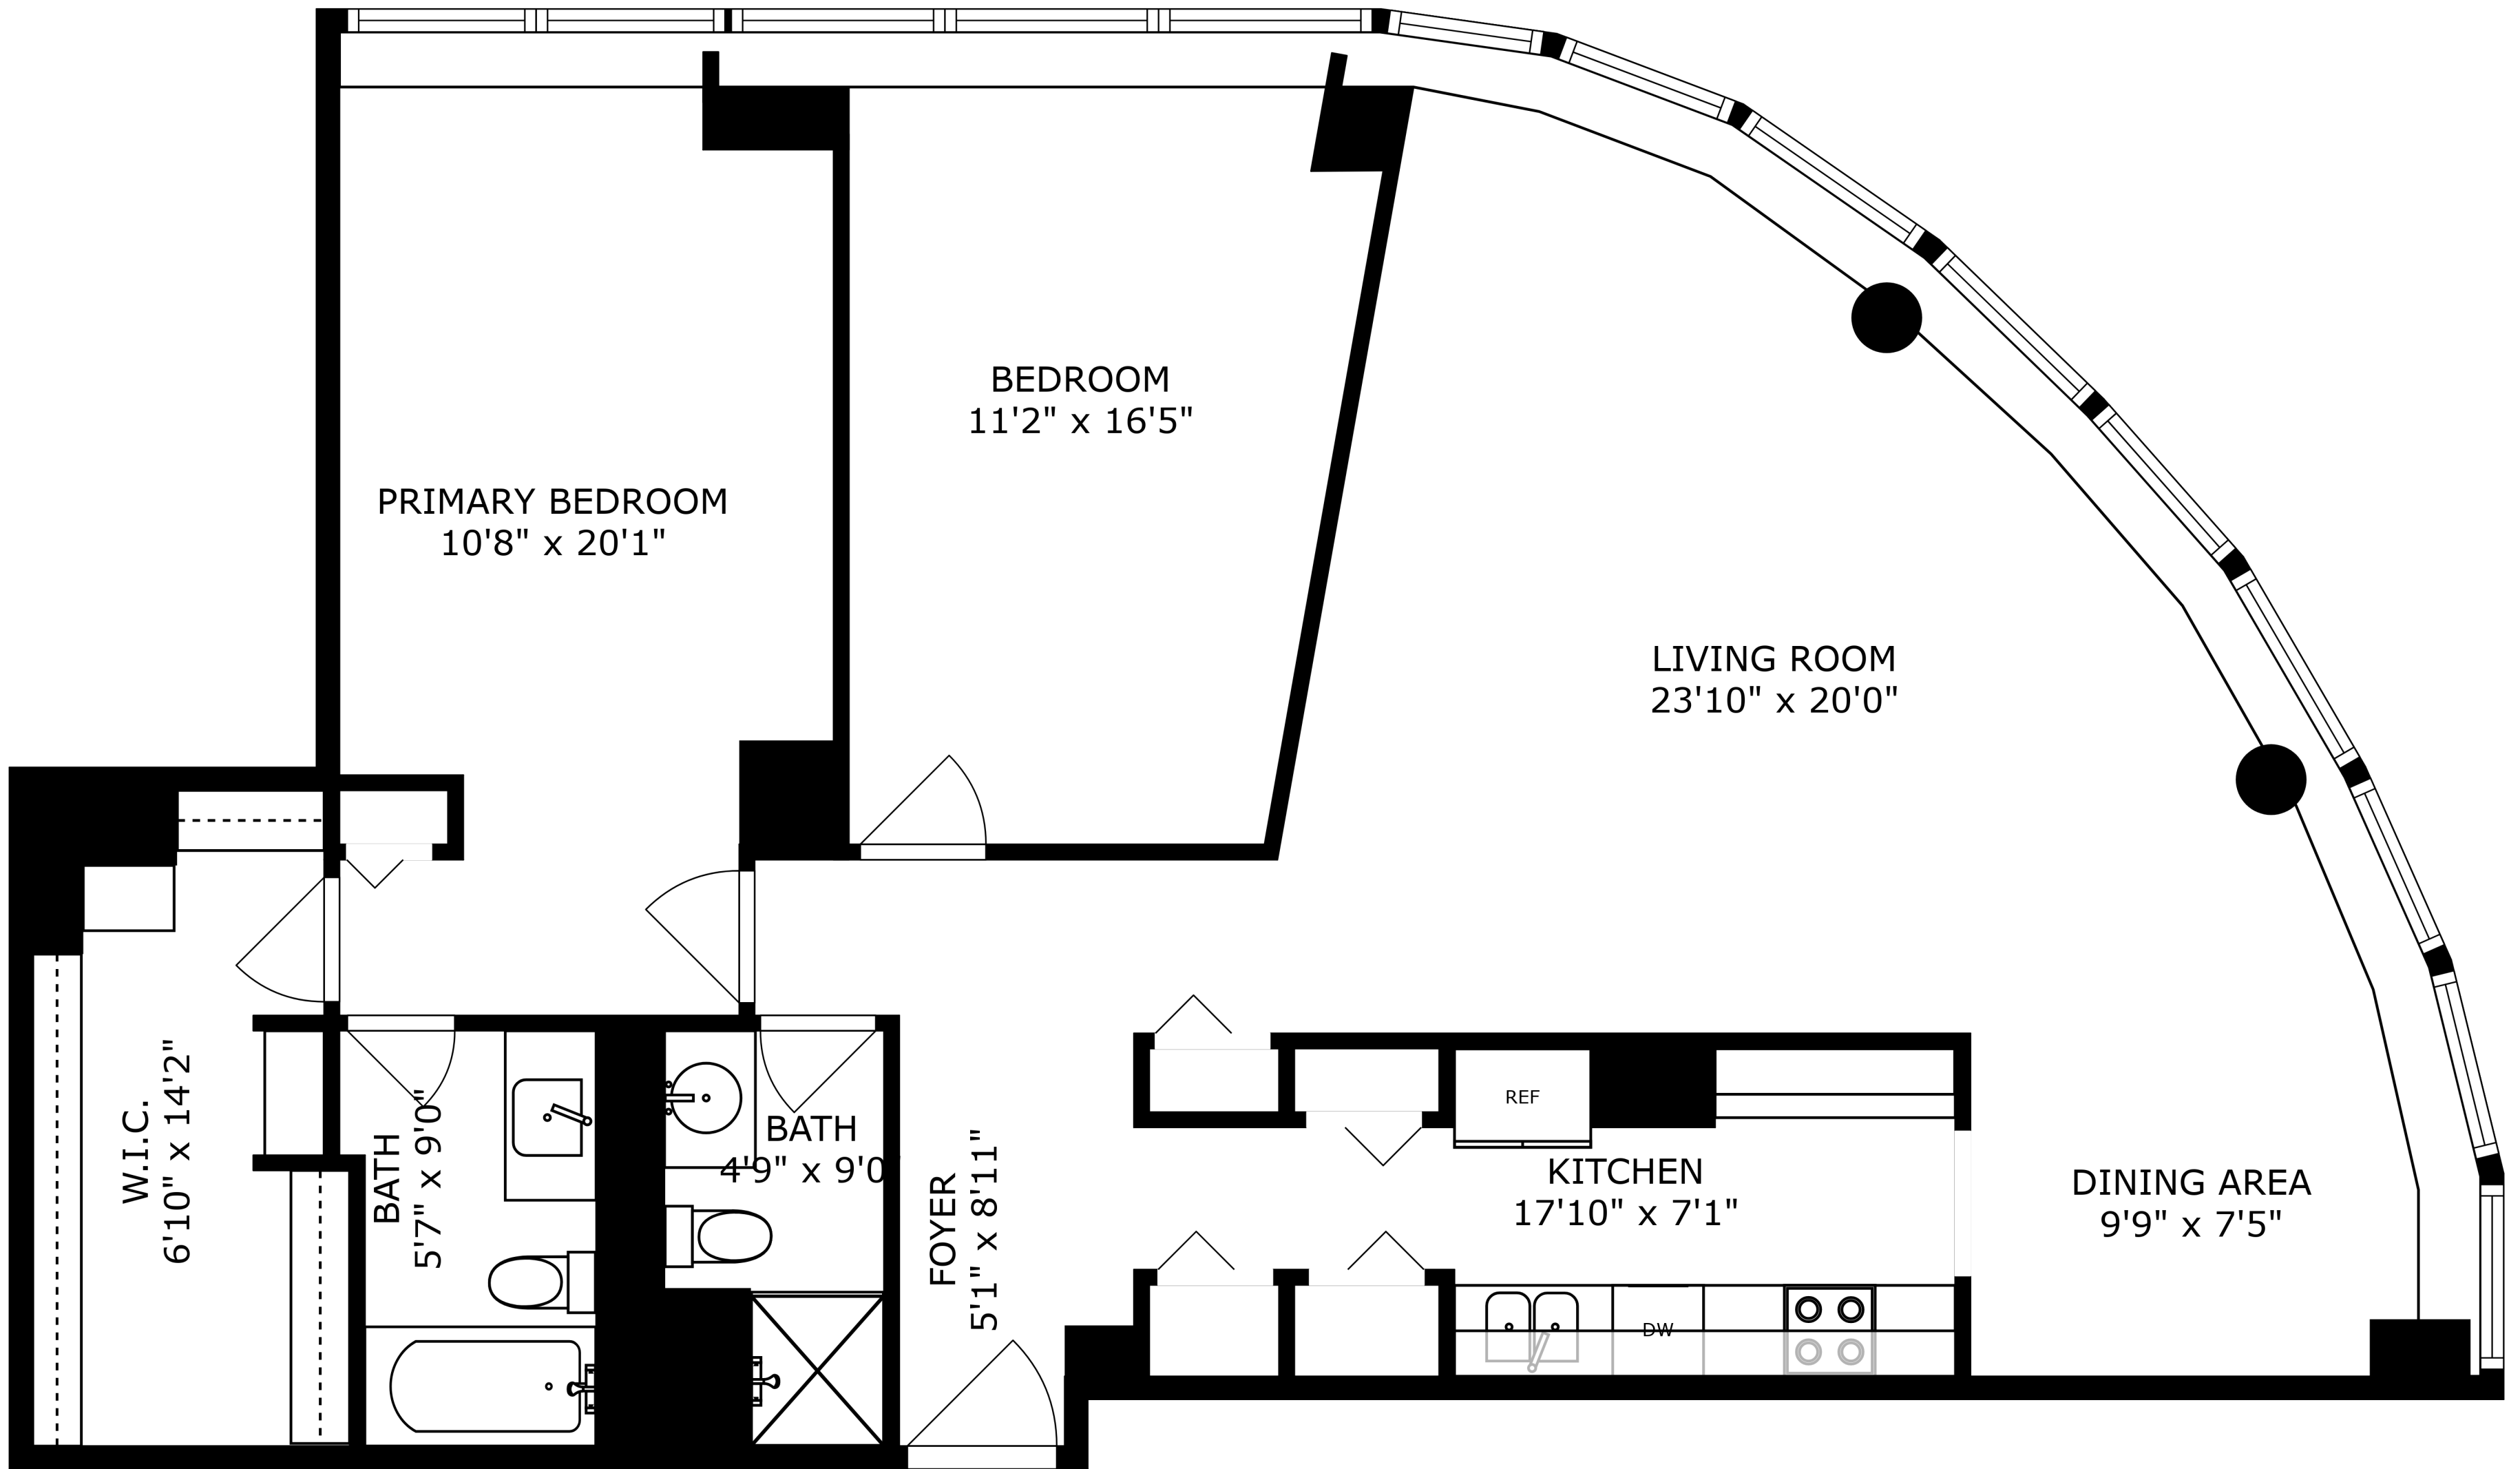 BEDROOM
11'2" x 16'5"
PRIMARY BEDROOM
10'8" x 20'1"
LIVING ROOM
23'10" x 20'0"
W.I.C.
6'10" x 14'2"
BATH
5'7" x 9'0"
BATH
4'9" x 9'0
FOYER
5'1" x 8'11"
REF
KITCHEN
17'10" x 7'1"
DW
DINING AREA
9'9" x 7'5"